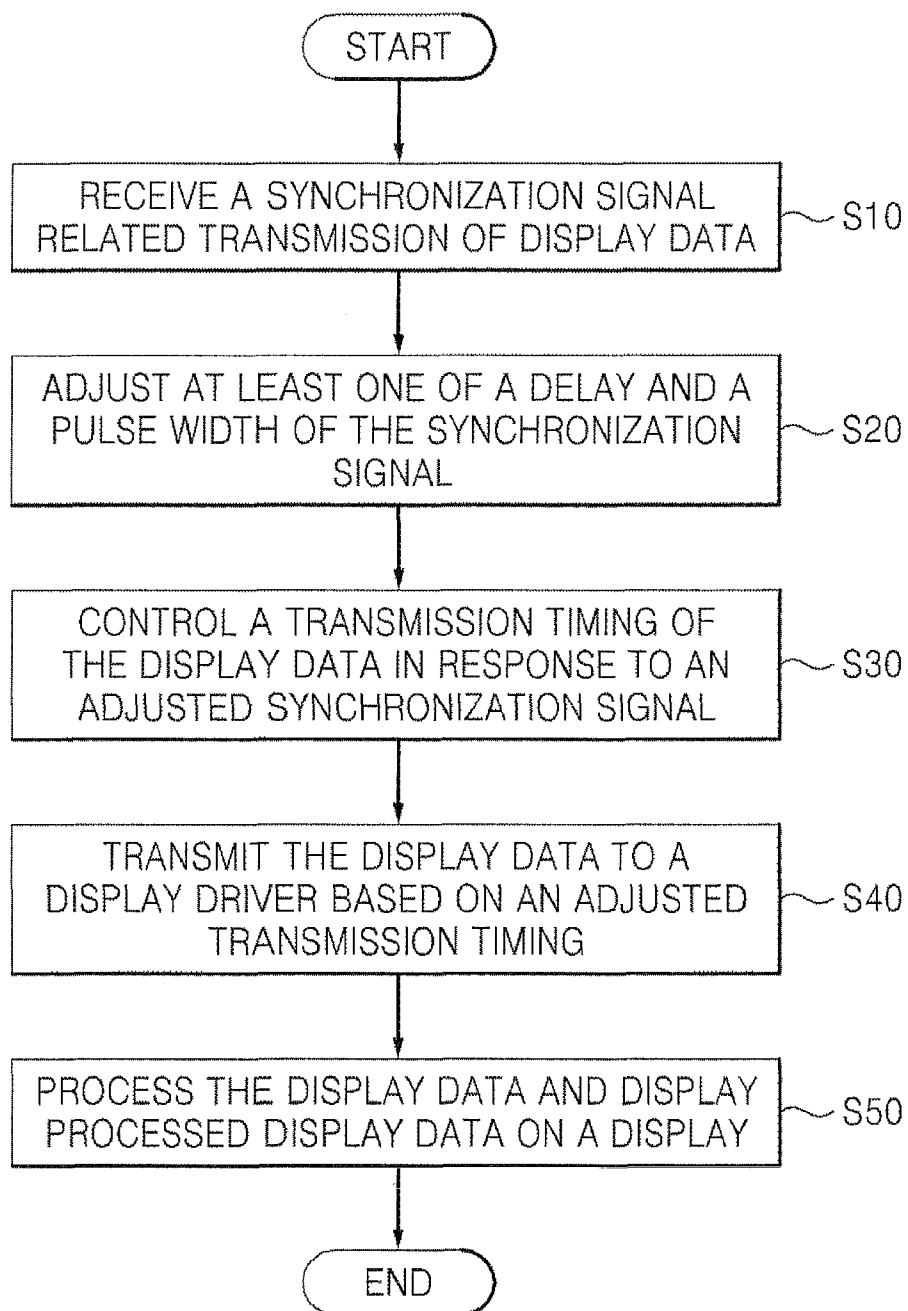 START
RECEIVE A SYNCHRONIZATION SIGNAL
RELATED TRANSMISSION OF DISPLAY DATA
S10
ADJUST AT LEAST ONE OF A DELAY AND A
PULSE WIDTH OF THE SYNCHRONIZATION
SIGNAL
S20
CONTROL A TRANSMISSION TIMING OF
THE DISPLAY DATA IN RESPONSE TO AN
ADJUSTED SYNCHRONIZATION SIGNAL
S30
TRANSMIT THE DISPLAY DATA TO A
DISPLAY DRIVER BASED ON AN ADJUSTED
TRANSMISSION TIMING
S40
PROCESS THE DISPLAY DATA AND DISPLAY
PROCESSED DISPLAY DATA ON A DISPLAY
S50
END